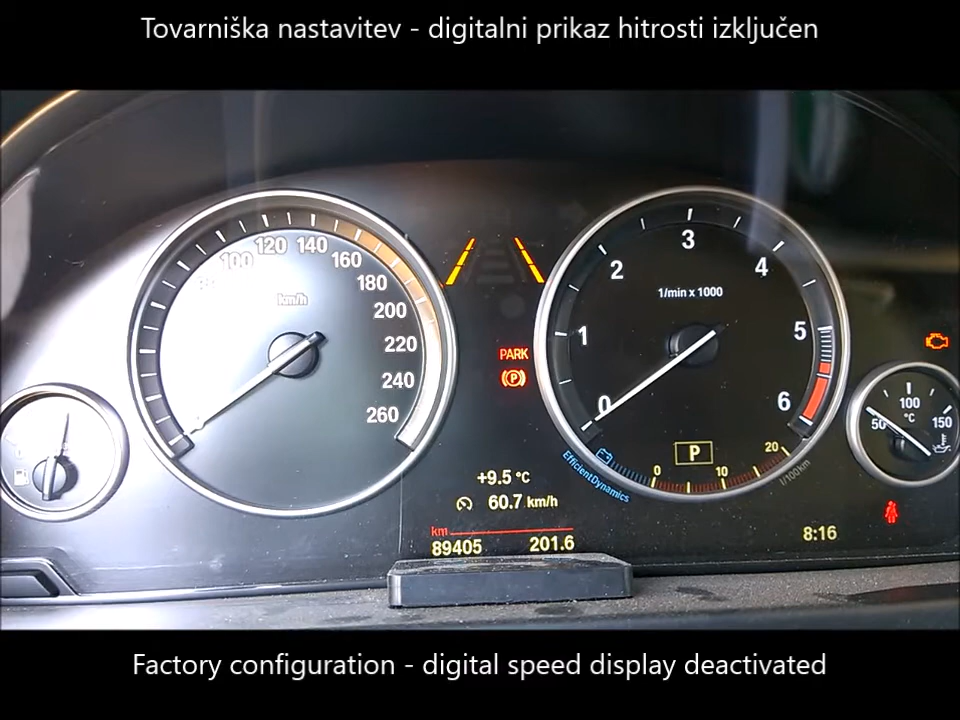 Tovarniška nastavitev - digitalni prikaz hitrosti izključen
100 120 140 160 180 200 220 240 260
km/h
0 1 2 3 4 5 6
1/min x 1000
PARK
P
50 100 150
°C
P
0 10 20
l/100km
EfficientDynamics
+9.5 °C
60.7 km/h
km
89405 201.6
8:16
Factory configuration - digital speed display deactivated